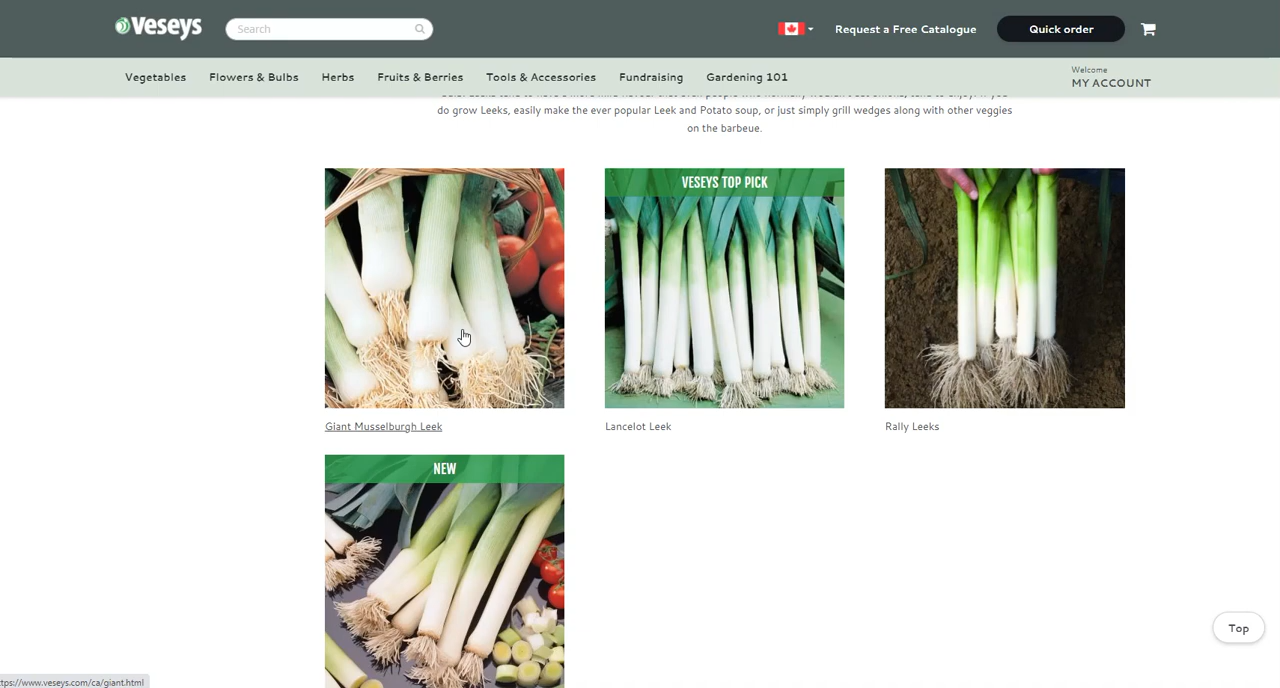 Veseys
Search
Request a Free Catalogue
Quick order
Vegetables
Flowers & Bulbs
Herbs
Fruits & Berries
Tools & Accessories
Fundraising
Gardening 101
Welcome
MY ACCOUNT
do grow Leeks, easily make the ever popular Leek and Potato soup, or just simply grill wedges along with other veggies
on the barbeue.
VESEYS TOP PICK
Giant Musselburgh Leek
Lancelot Leek
Rally Leeks
NEW
Top
ttps://www.veseys.com/ca/giant.html